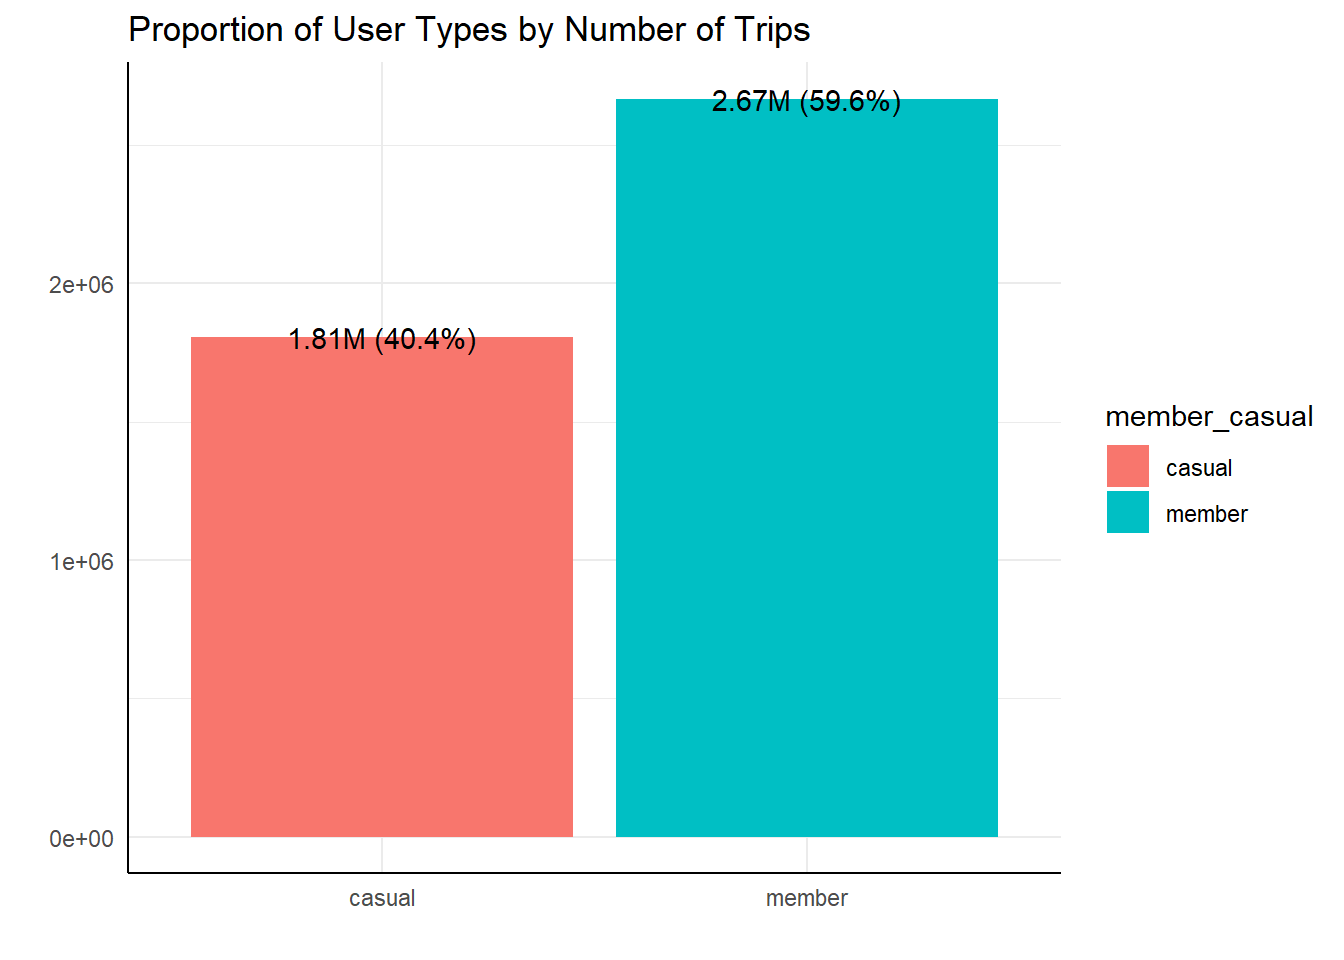 Proportion of User Types by Number of Trips
2.67M (59.6%)
2e+06
1.81M (40.4%)
member_casual
casual
member
1e+06
0e+00
casual
member